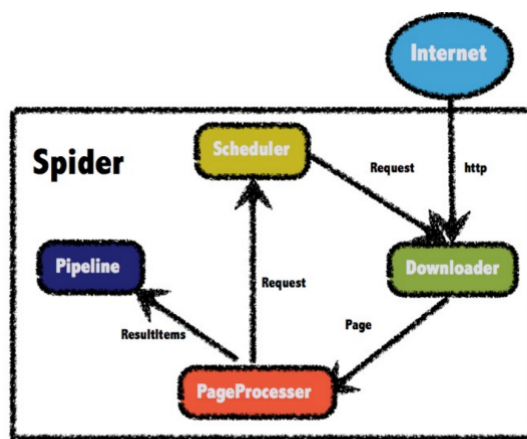 Internet
Spider
Scheduler
Request
http
Pipeline
Request
Downloader
ResultItems
Page
PageProcesser